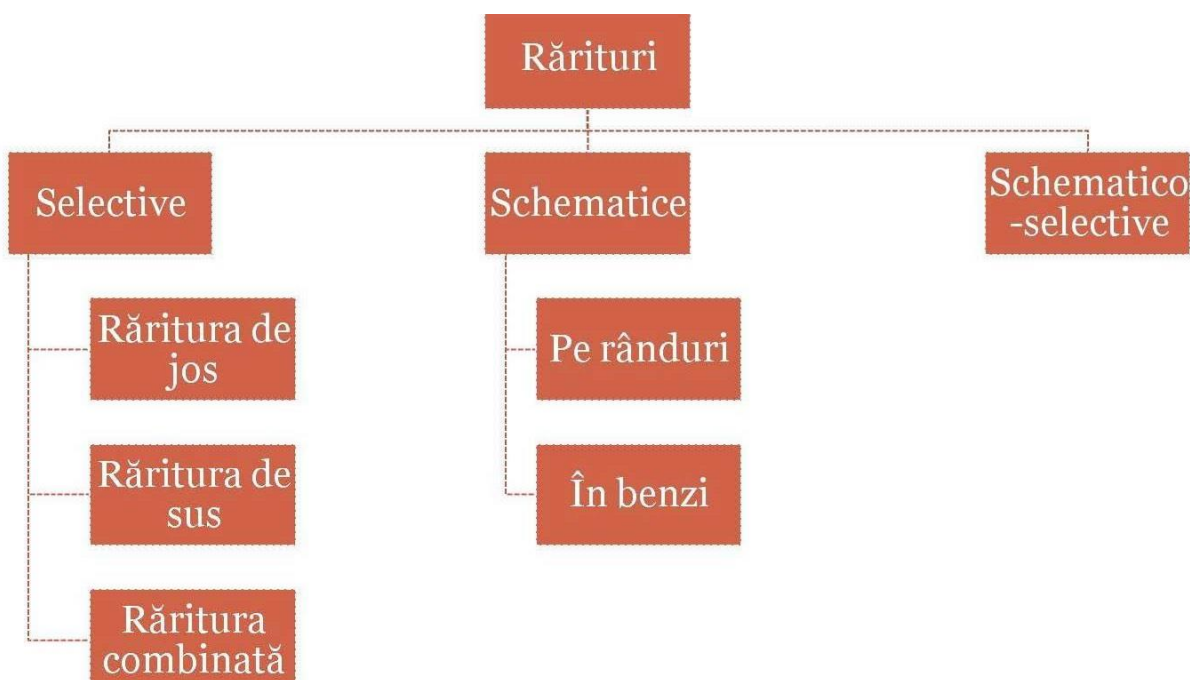 Rărituri
Selective
Schematice
Schematico
-selective
Răritura de
jos
Pe rânduri
Răritura de
sus
În benzi
Răritura
combinată